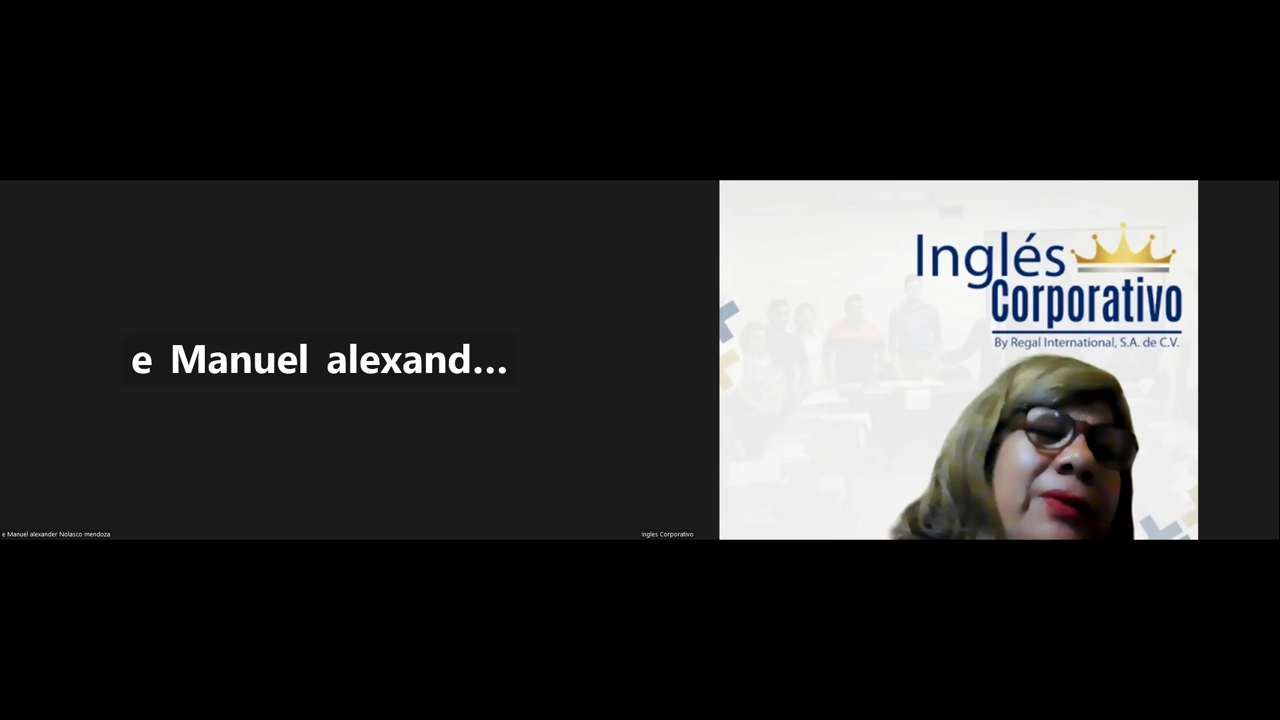 e Manuel alexand...
e Manuel alexander Nolasco mendoza
Ingles Corporativo
Inglés
Corporativo
By Regal International, S.A. de C.V.